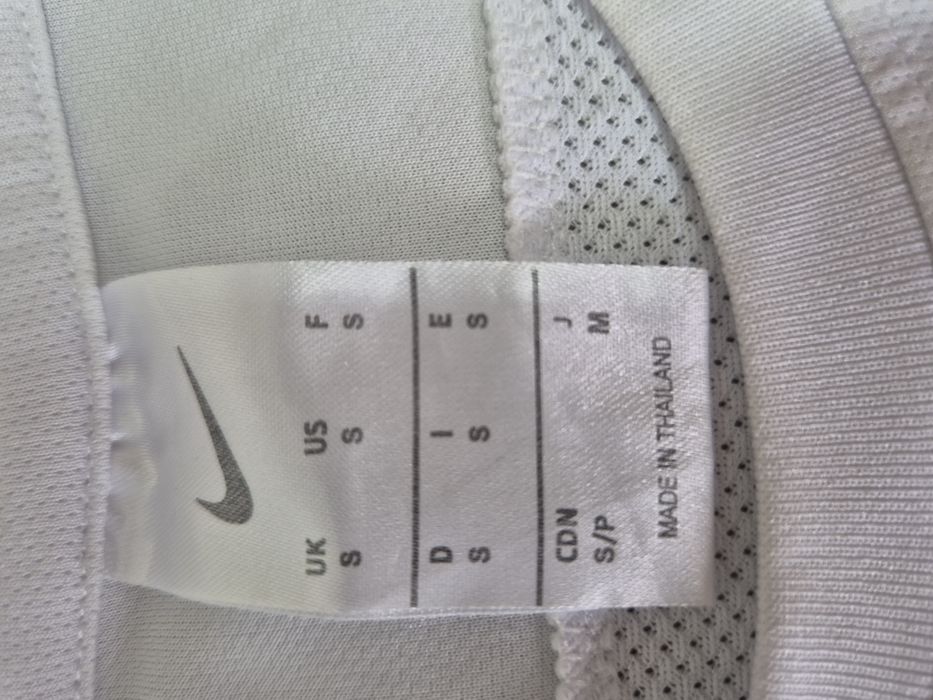 UK US F
S S S
D I E
S S S
CDN J
S/P M
MADE IN THAILAND